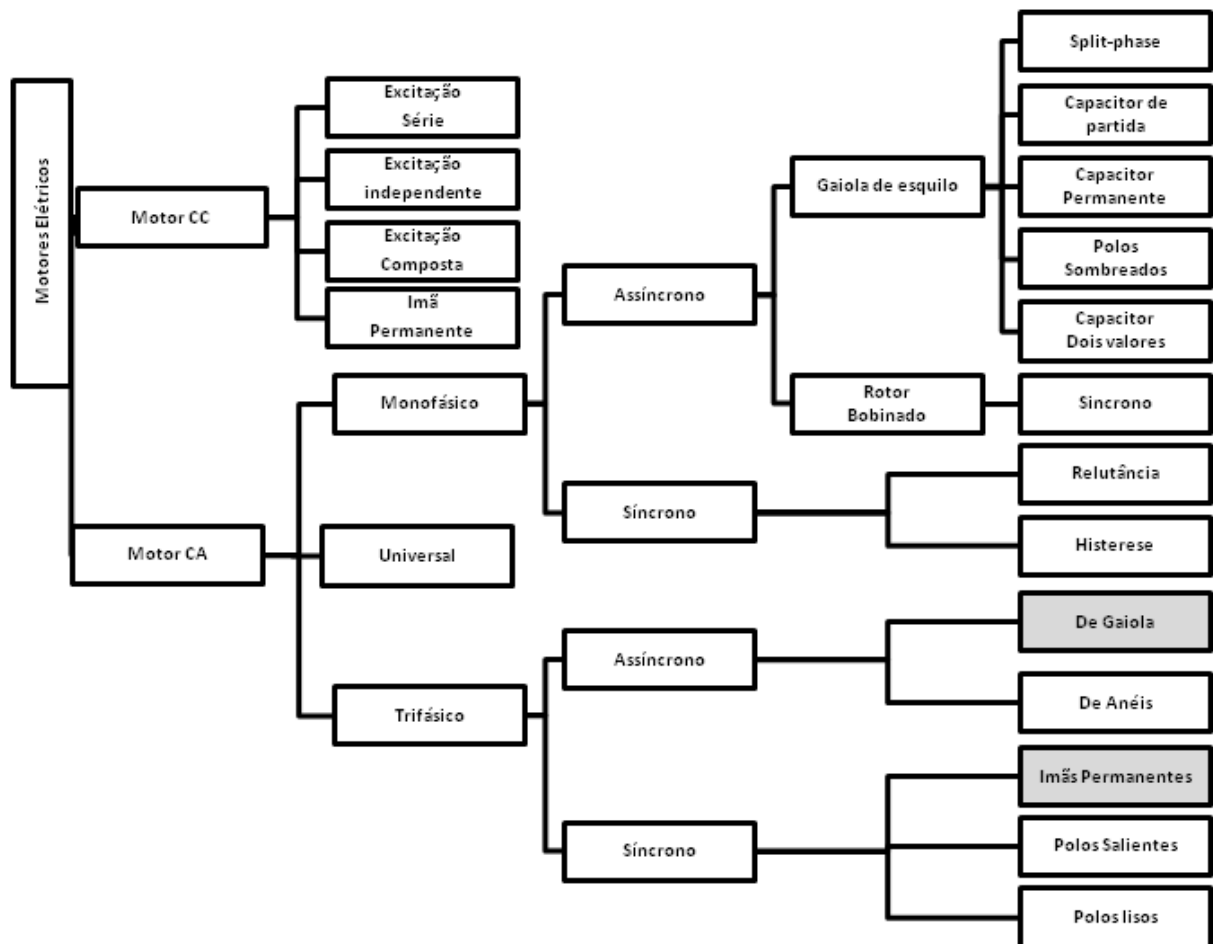 Motores Elétricos
Motor CC
Excitação
Série
Excitação
independente
Excitação
Composta
Imã
Permanente
Motor CA
Monofásico
Universal
Trifásico
Assíncrono
Gaiola de esquilo
Split-phase
Capacitor de
partida
Capacitor
Permanente
Polos
Sombreados
Capacitor
Dois valores
Rotor
Bobinado
Sincrono
Síncrono
Relutância
Histerese
Assíncrono
De Gaiola
De Anéis
Síncrono
Imãs Permanentes
Polos Salientes
Polos lisos